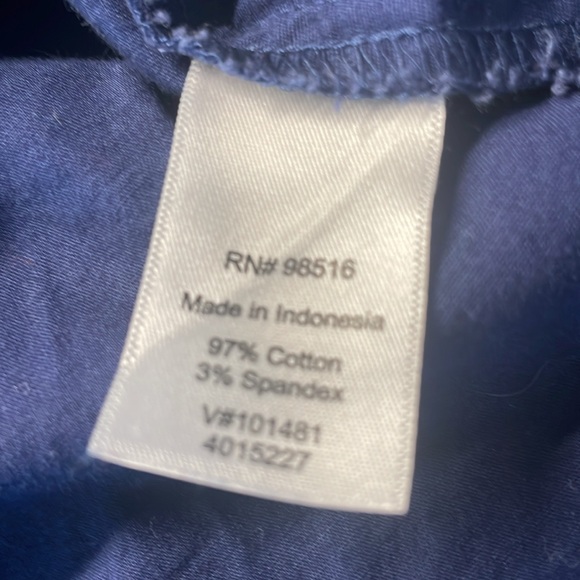 RN# 98516
Made in Indonesia
97% Cotton
3% Spandex
V#101481
4015227